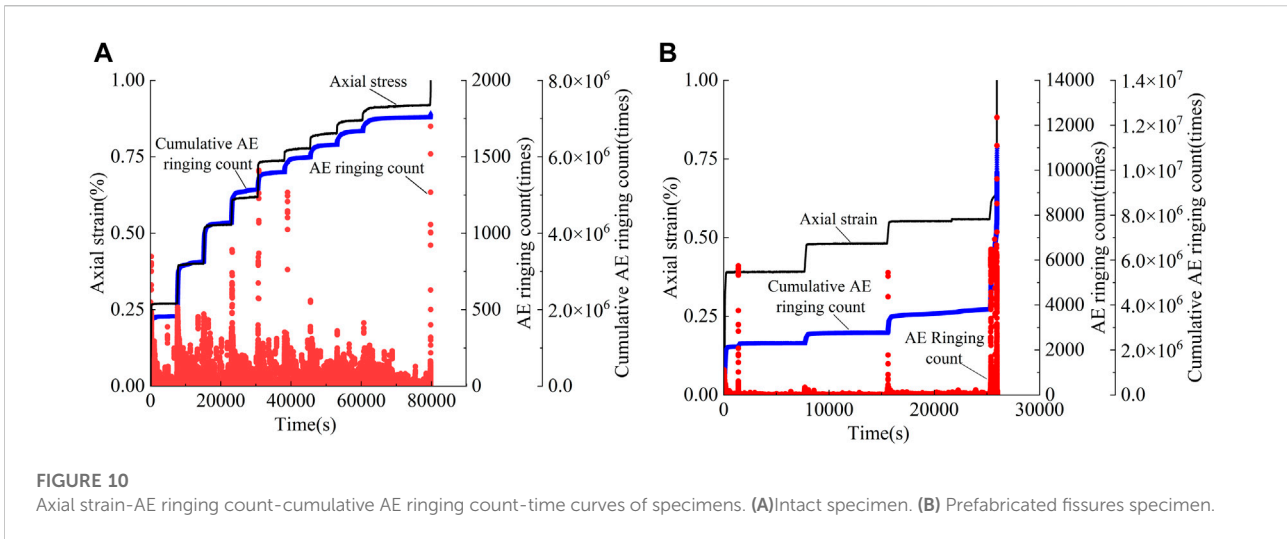 A
1.00
0.75
0.50
0.25
0.00
Axial strain(%)
Axial stress
Cumulative AE
ringing count
AE ringing count
0
20000
40000
60000
80000
Time(s)
2000
1500
1000
500
0
AE ringing count(times)
8.0×10⁶
6.0×10⁶
4.0×10⁶
2.0×10⁶
0.0
Cumulative AE ringing count(times)
B
1.00
0.75
0.50
0.25
0.00
Axial strain(%)
Axial strain
Cumulative AE
ringing count
AE Ringing
count
0
10000
20000
30000
Time(s)
14000
12000
10000
8000
6000
4000
2000
0
AE ringing count(times)
1.4×10⁷
1.2×10⁷
1.0×10⁷
8.0×10⁶
6.0×10⁶
4.0×10⁶
2.0×10⁶
0.0
Cumulative AE ringing count(times)
FIGURE 10
Axial strain-AE ringing count-cumulative AE ringing count-time curves of specimens. (A)Intact specimen. (B) Prefabricated fissures specimen.